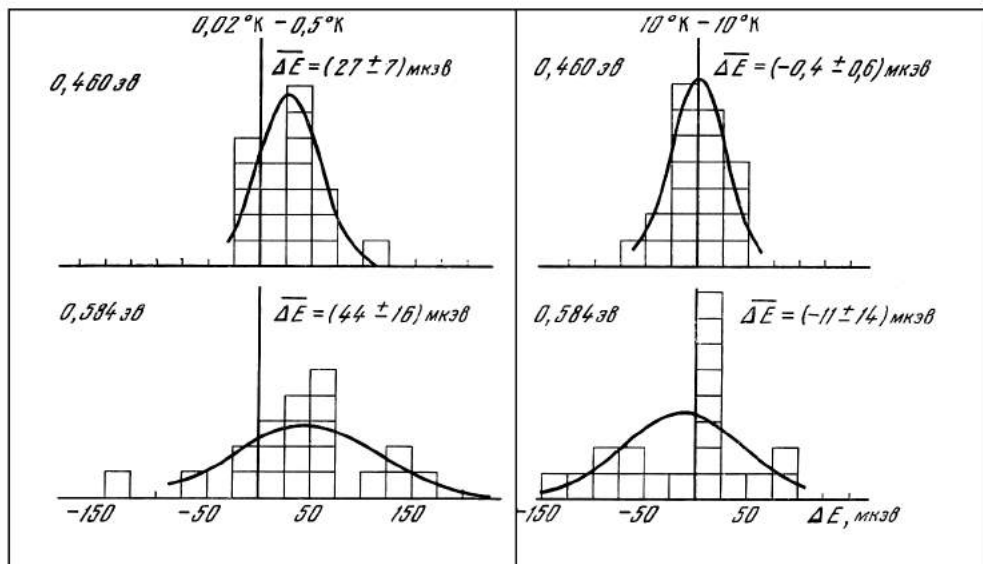 0,02°К – 0,5°К
0,460 эв
ΔE = (27 ± 7) мкэв
0,584 эв
ΔE = (44 ± 16) мкэв
-150 -50 50 150
10°К – 10°К
0,460 эв
ΔE = (-0,4 ± 0,6) мкэв
0,584 эв
ΔE = (-11 ± 14) мкэв
-150 -50 50 ΔE, мкэв